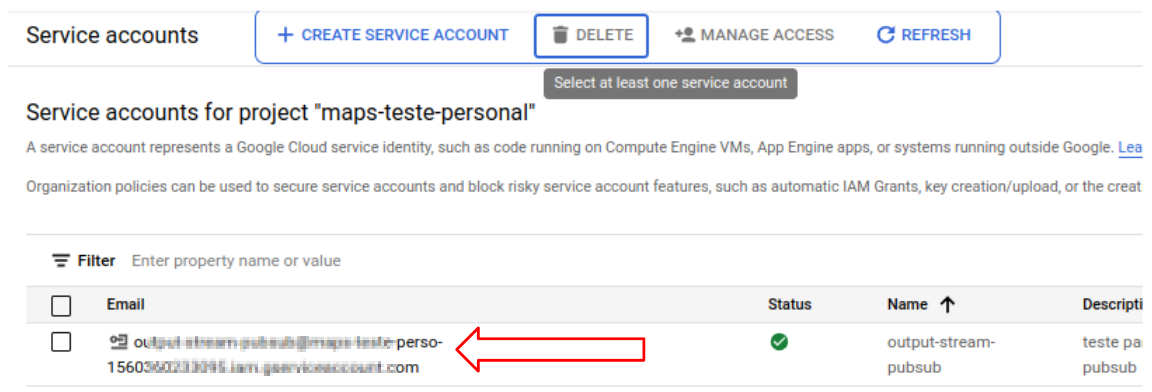 Service accounts
+ CREATE SERVICE ACCOUNT
DELETE
MANAGE ACCESS
REFRESH
Select at least one service account
Service accounts for project "maps-teste-personal"
A service account represents a Google Cloud service identity, such as code running on Compute Engine VMs, App Engine apps, or systems running outside Google. Lea
Organization policies can be used to secure service accounts and block risky service account features, such as automatic IAM Grants, key creation/upload, or the creat
Filter Enter property name or value
Email Status Name Descripti
perso- output-stream- teste pa
com pubsub pubsub